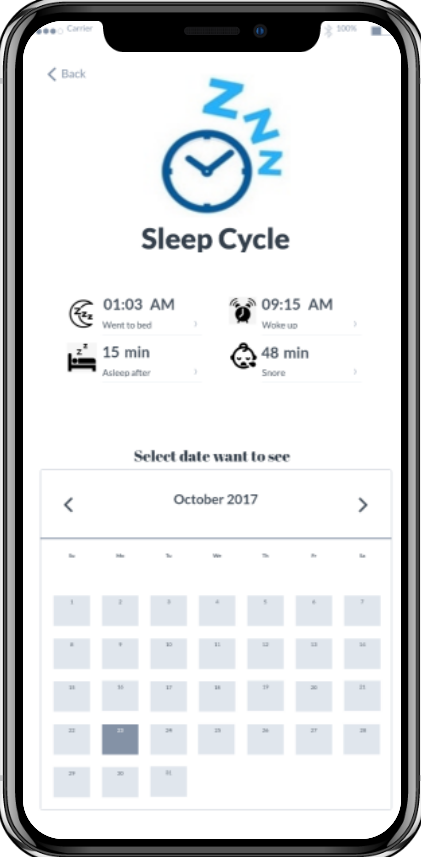 Carrier 100%
Back
Z Z Z
Sleep Cycle
zzz 01:03 AM 09:15 AM
Went to bed Woke up
z z 15 min 48 min
Asleep after Snore
Select date want to see
October 2017
Su Mo Tu We Th Fr Sa
1 2 3 4 5 6 7
8 9 10 11 12 13 14
15 16 17 18 19 20 21
22 23 24 25 26 27 28
29 30 31